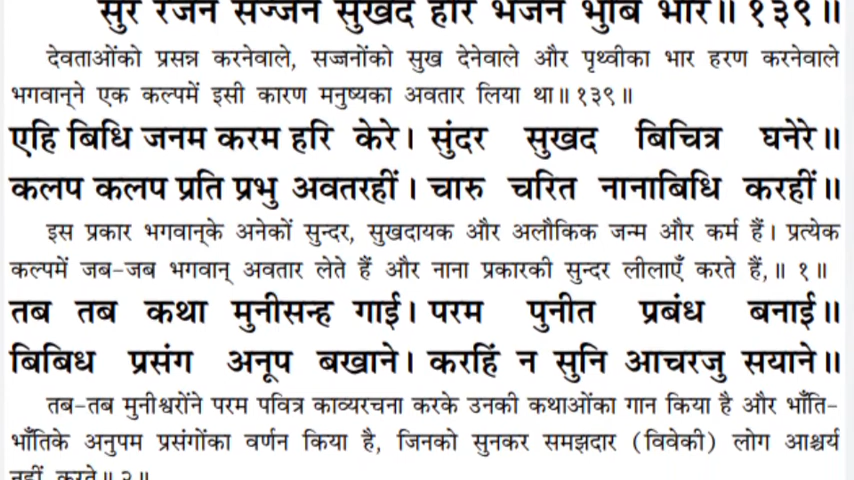 सुर रंजन सज्जन सुखद हरि भंजन भुबि भार॥ १३९॥
देवताओंको प्रसन्न करनेवाले, सज्जनोंको सुख देनेवाले और पृथ्वीका भार हरण करनेवाले
भगवान्‌ने एक कल्पमें इसी कारण मनुष्यका अवतार लिया था॥ १३९॥
एहि बिधि जनम करम हरि केरे। सुंदर सुखद बिचित्र घनेरे॥
कलप कलप प्रति प्रभु अवतरहीं। चारु चरित नानाबिधि करहीं॥
इस प्रकार भगवान्‌के अनेकों सुन्दर, सुखदायक और अलौकिक जन्म और कर्म हैं। प्रत्येक
कल्पमें जब-जब भगवान् अवतार लेते हैं और नाना प्रकारकी सुन्दर लीलाएँ करते हैं,॥ १॥
तब तब कथा मुनीसन्ह गाई। परम पुनीत प्रबंध बनाई॥
बिबिध प्रसंग अनूप बखाने। करहिं न सुनि आचरजु सयाने॥
तब-तब मुनीश्वरोंने परम पवित्र काव्यरचना करके उनकी कथाओंका गान किया है और भाँति-
भाँतिके अनुपम प्रसंगोंका वर्णन किया है, जिनको सुनकर समझदार (विवेकी) लोग आश्चर्य
नहीं करते॥ २॥